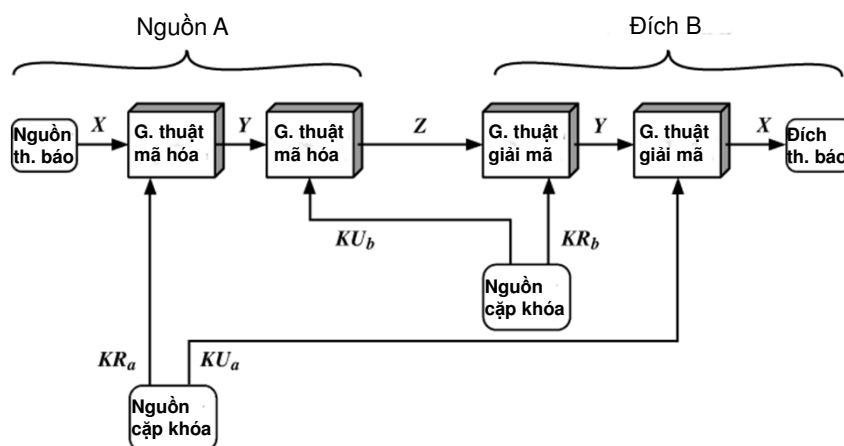 Nguồn A
Đích B
Nguồn
th. báo
X
G. thuật
mã hóa
Y
G. thuật
mã hóa
Z
G. thuật
giải mã
Y
G. thuật
giải mã
X
Đích
th. báo
KUb
KRb
Nguồn
cặp khóa
KRa
KUa
Nguồn
cặp khóa